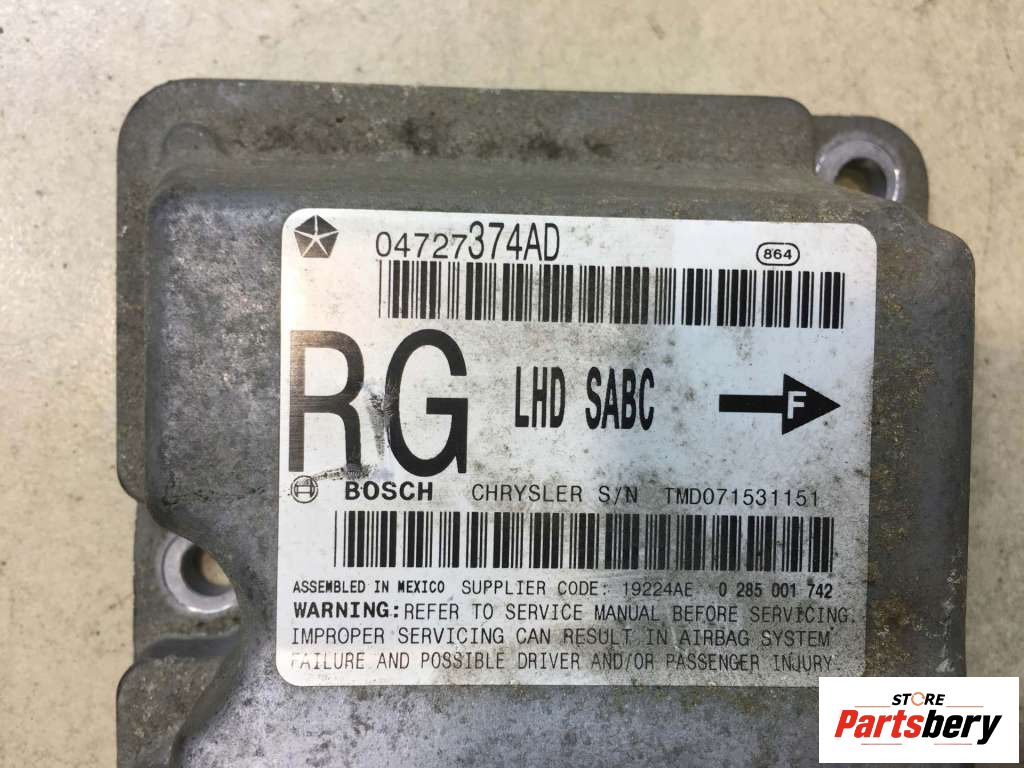 04727374AD
864
RG
LHD SABC
F
BOSCH CHRYSLER S/N TMD071531151
ASSEMBLED IN MEXICO SUPPLIER CODE: 19224AE 0 285 001 742
WARNING: REFER TO SERVICE MANUAL BEFORE SERVICING.
IMPROPER SERVICING CAN RESULT IN AIRBAG SYSTEM
FAILURE AND POSSIBLE DRIVER AND/OR PASSENGER INJURY.
STORE
Partsbery